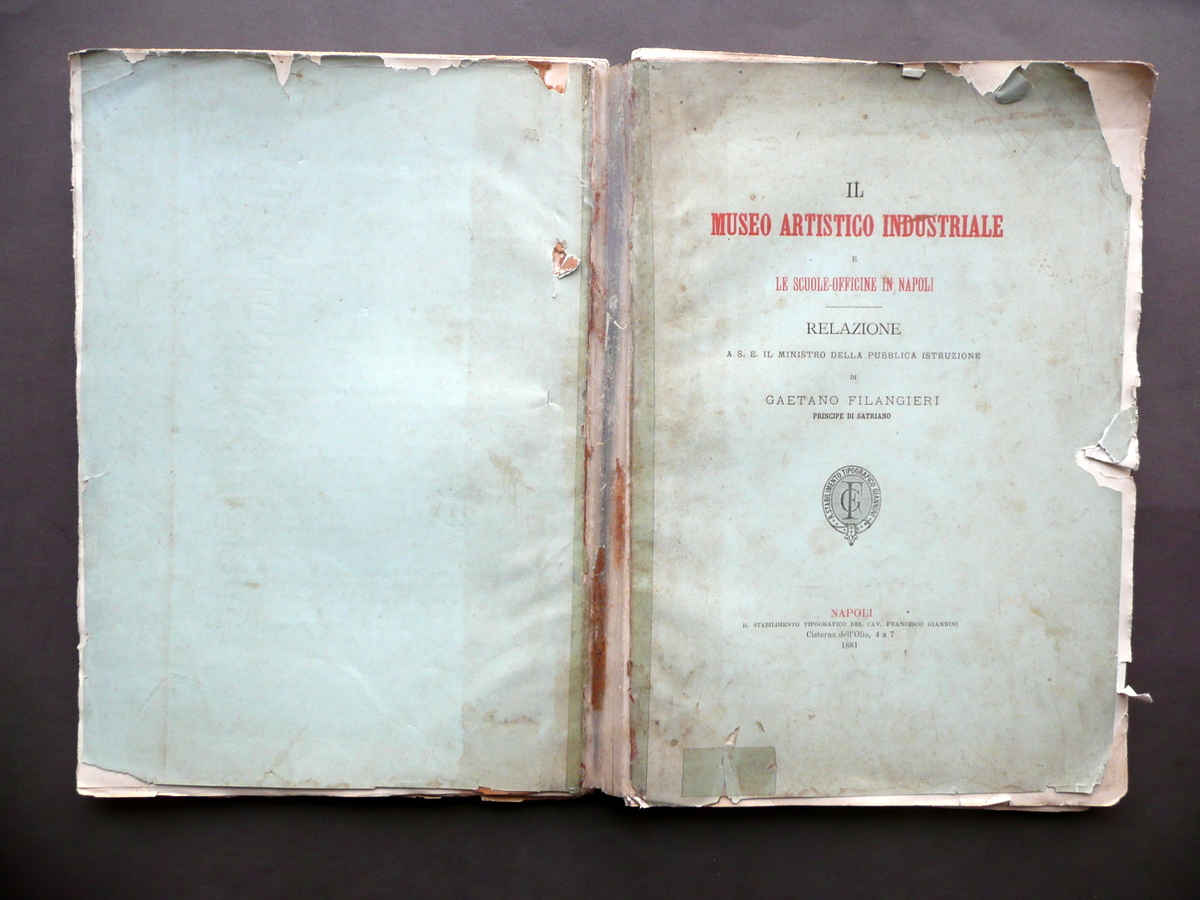 IL
MUSEO ARTISTICO INDUSTRIALE
E
LE SCUOLE-OFFICINE IN NAPOLI
RELAZIONE
A S. E. IL MINISTRO DELLA PUBBLICA ISTRUZIONE
DI
GAETANO FILANGIERI
PRINCIPE DI SATRIANO
R. STABILIMENTO TIPOGRAFICO GIANNINI
GF
NAPOLI
R. STABILIMENTO TIPOGRAFICO DEL CAV. FRANCESCO GIANNINI
Cisterna dell'Olio, 4 a 7
1881